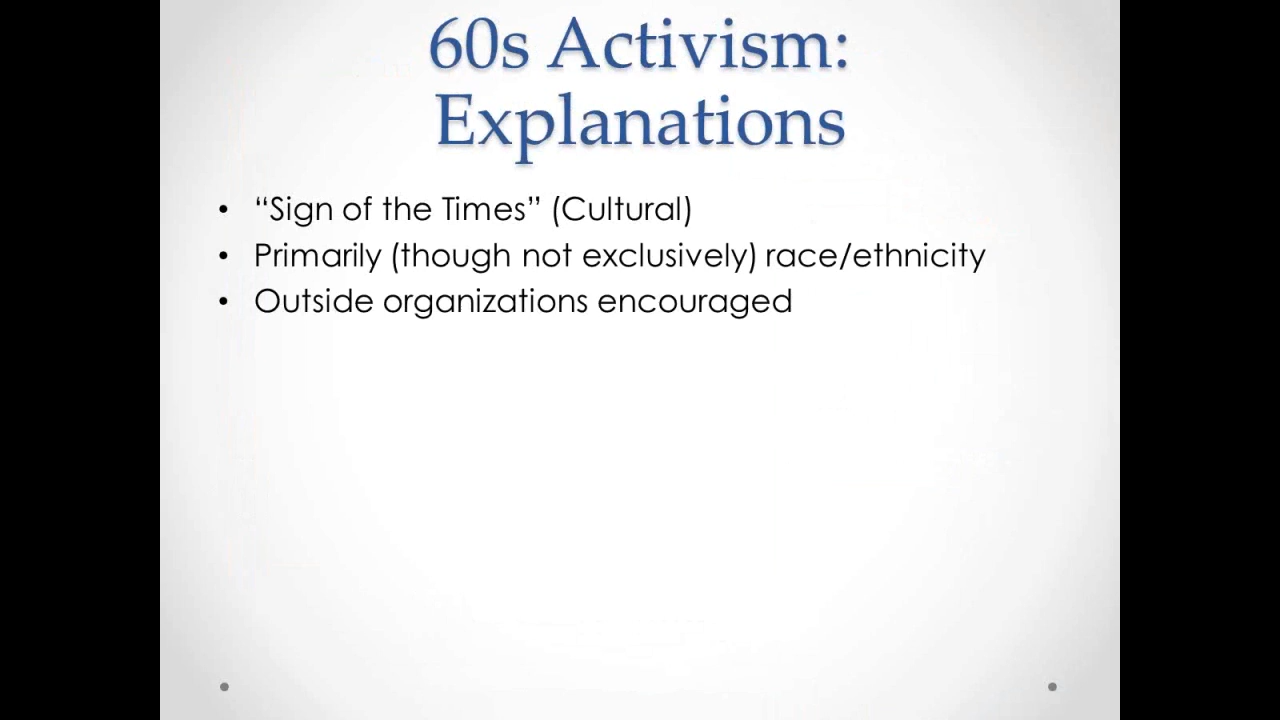 60s Activism:
Explanations
• “Sign of the Times” (Cultural)
• Primarily (though not exclusively) race/ethnicity
• Outside organizations encouraged